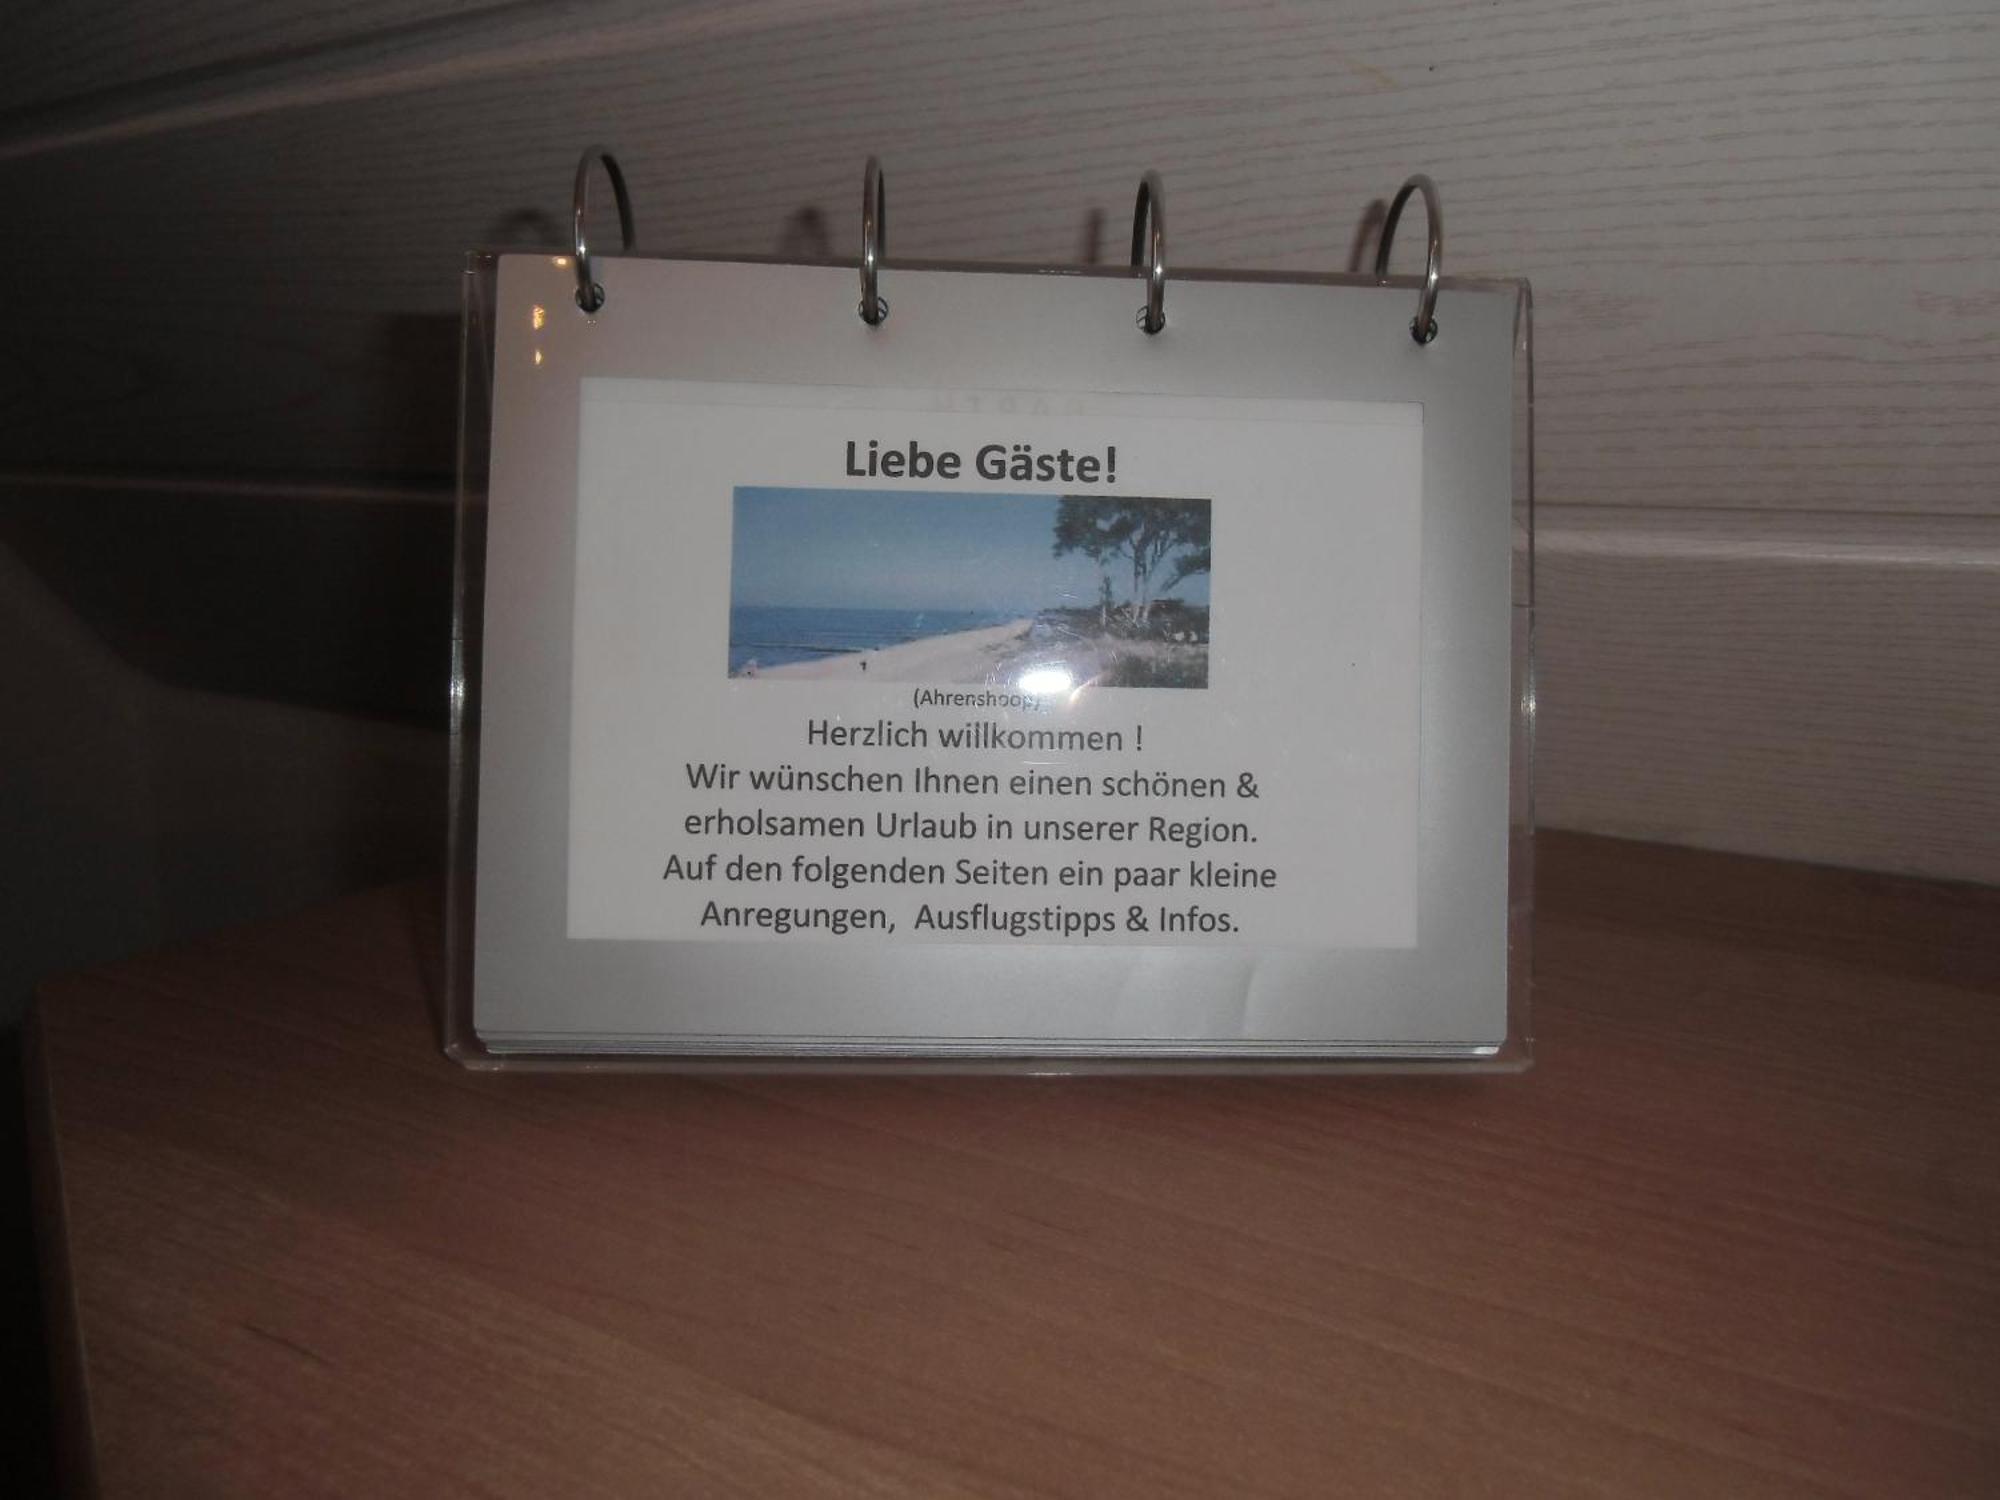 Liebe Gäste!
(Ahrenshoop)
Herzlich willkommen !
Wir wünschen Ihnen einen schönen &
erholsamen Urlaub in unserer Region.
Auf den folgenden Seiten ein paar kleine
Anregungen,  Ausflugstipps & Infos.